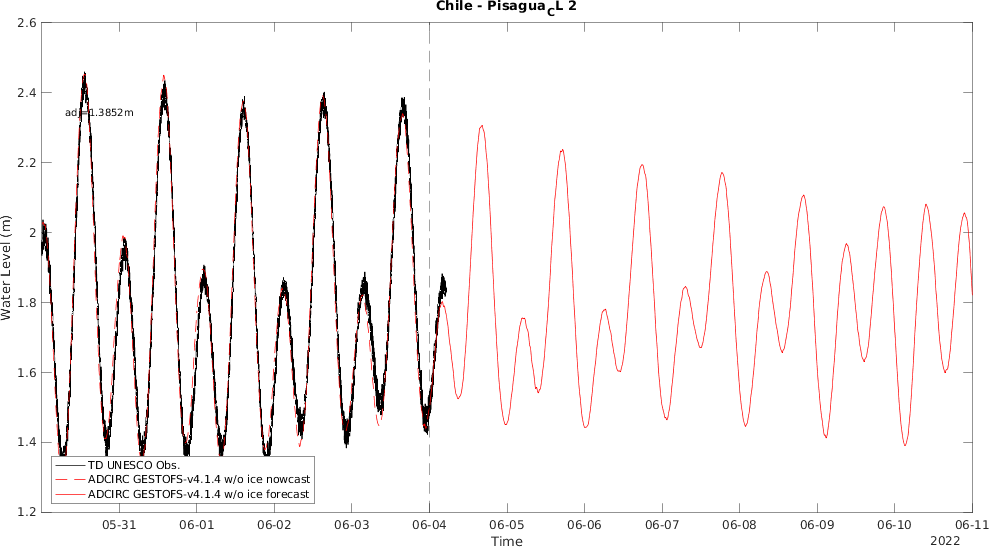 Chile - Pisagua_CL 2
2.6
2.4
2.2
2
1.8
1.6
1.4
1.2
Water Level (m)
adj=1.3852m
TD UNESCO Obs.
ADCIRC GESTOFS-v4.1.4 w/o ice nowcast
ADCIRC GESTOFS-v4.1.4 w/o ice forecast
05-31 06-01 06-02 06-03 06-04 06-05 06-06 06-07 06-08 06-09 06-10 06-11
Time
2022